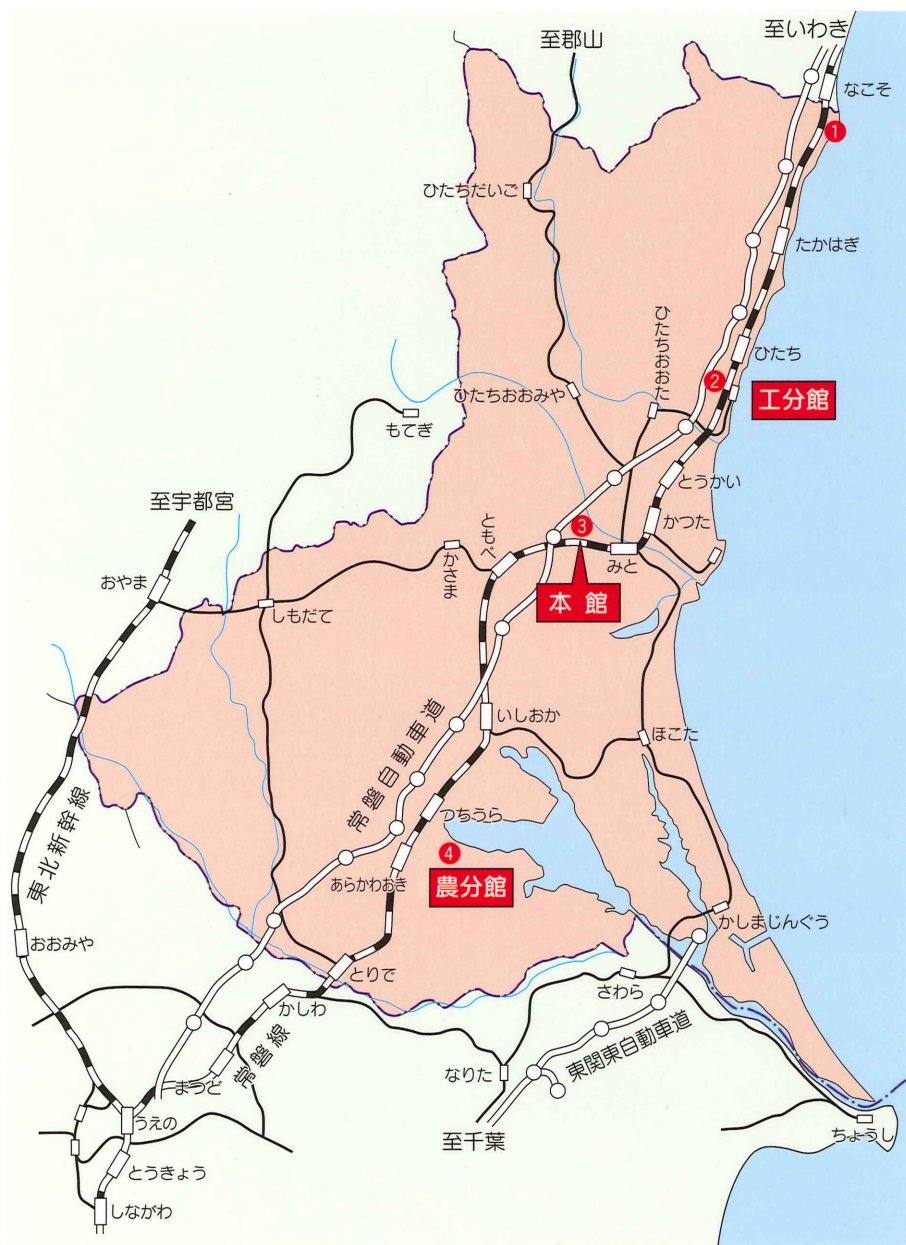 至いわき
至郡山
なこそ
1
ひたちだいご
たかはぎ
ひたちおおた
ひたち
2
ひたちおおみや
工分館
もてぎ
とうかい
至宇都宮
かつた
3
ともべ
かさま
みと
おやま
本館
しもだて
いしおか
ほこた
常磐自動車道
つちうら
東北新幹線
4
あらかわおき
農分館
かしまじんぐう
おおみや
とりで
さわら
かしわ
東関東自動車道
常磐線
なりた
まつど
うえの
ちょうし
至千葉
とうきょう
しながわ